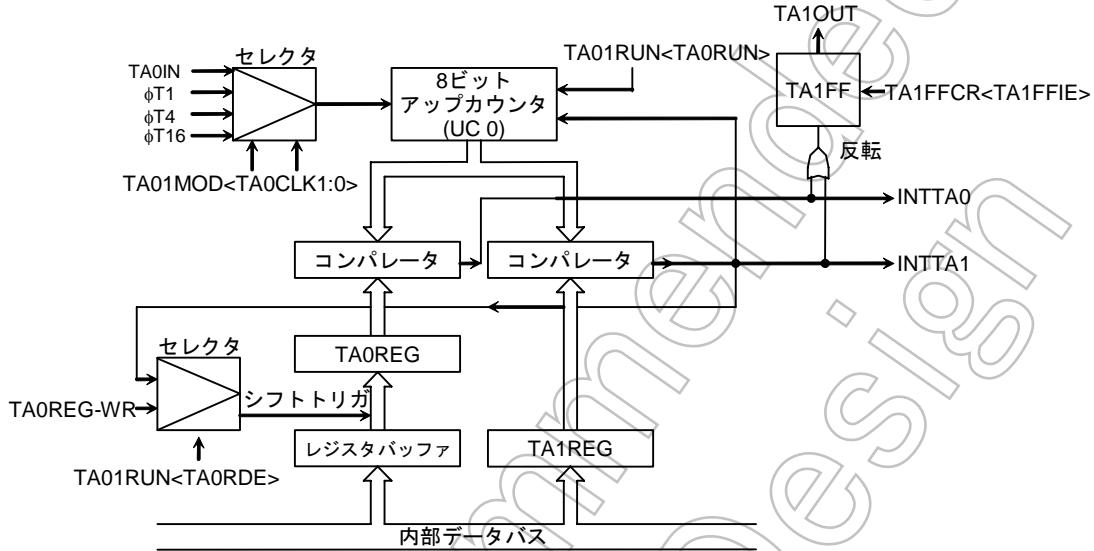 TA1OUT
セレクタ
TA01RUN<TA0RUN>
TA0IN
φT1
φT4
φT16
8ビット
アップカウンタ
(UC 0)
TA1FF
TA1FFCR<TA1FFIE>
反転
TA01MOD<TA0CLK1:0>
INTTA0
コンパレータ
コンパレータ
INTTA1
セレクタ
TA0REG
TA0REG-WR
シフトトリガ
レジスタバッファ
TA1REG
TA01RUN<TA0RDE>
内部データバス
mmended
Design